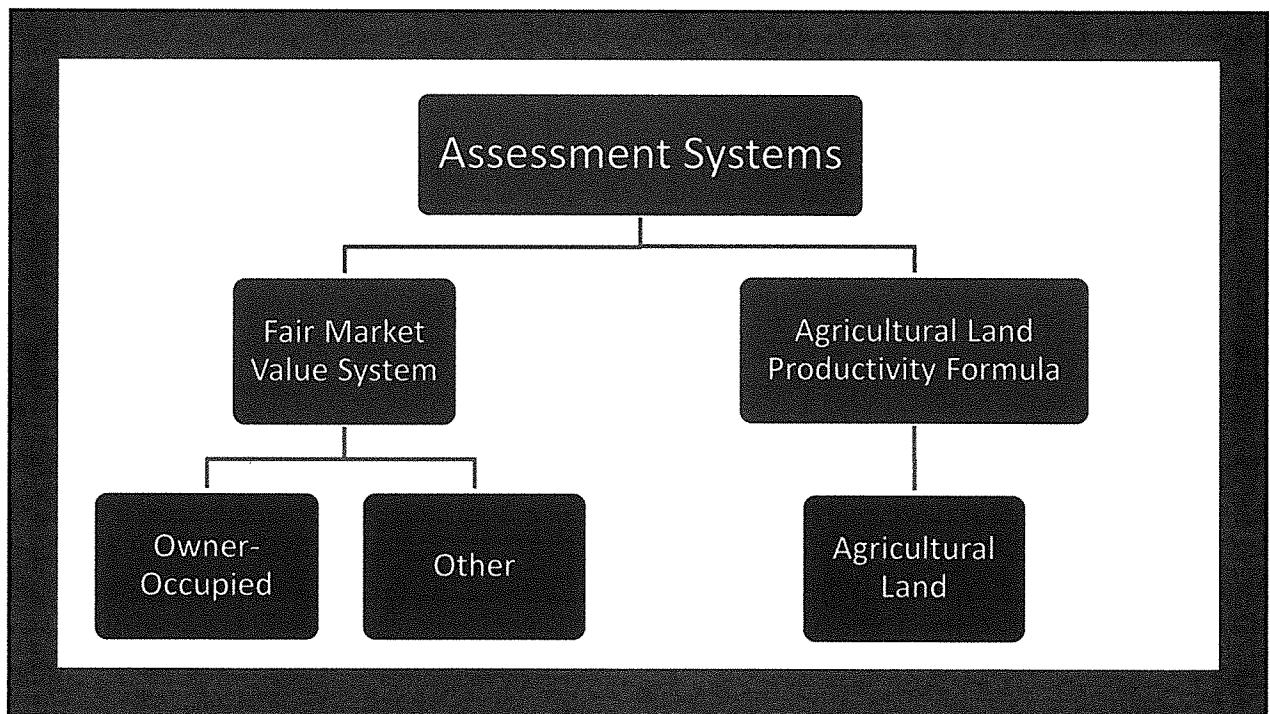 Assessment Systems
Fair Market
Value System
Agricultural Land
Productivity Formula
Owner-
Occupied
Other
Agricultural
Land